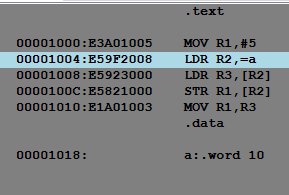 .text
00001000:E3A01005 MOV R1,#5
00001004:E59F2008 LDR R2,=a
00001008:E5923000 LDR R3,[R2]
0000100C:E5821000 STR R1,[R2]
00001010:E1A01003 MOV R1,R3
.data
00001018: a:.word 10